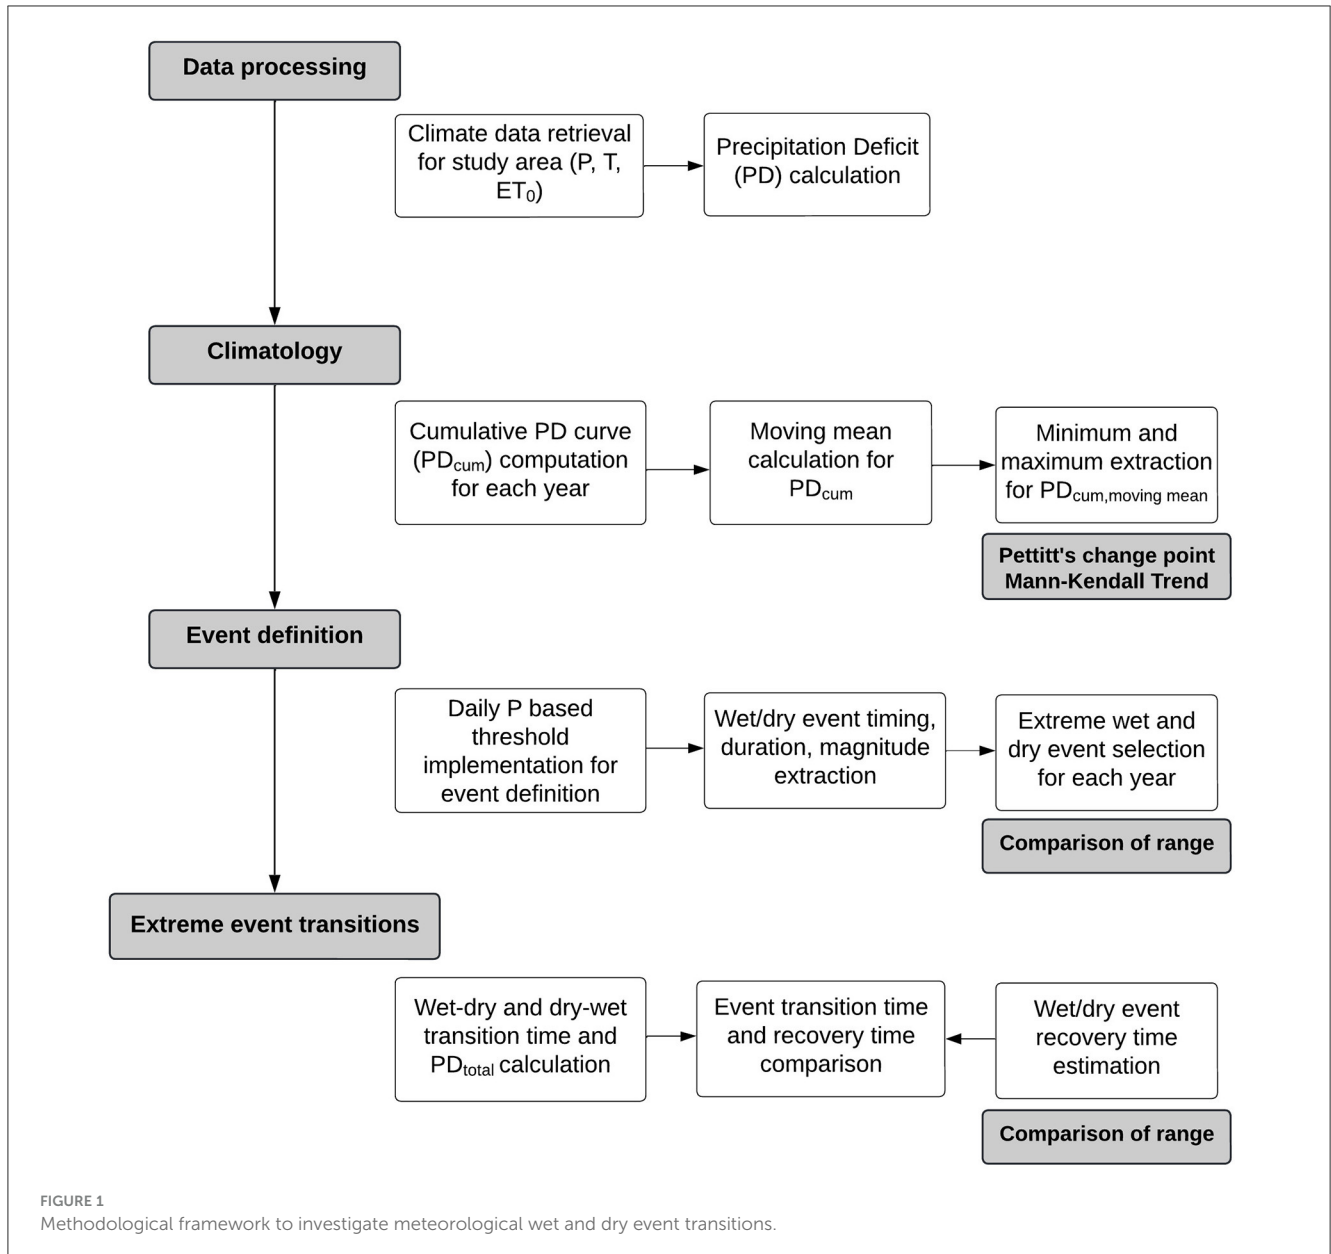 Data processing
Climate data retrieval
for study area (P, T,
ET₀)
Precipitation Deficit
(PD) calculation
Climatology
Cumulative PD curve
(PDcum) computation
for each year
Moving mean
calculation for
PDcum
Minimum and
maximum extraction
for PDcum,moving mean
Pettitt's change point
Mann-Kendall Trend
Event definition
Daily P based
threshold
implementation for
event definition
Wet/dry event timing,
duration, magnitude
extraction
Extreme wet and
dry event selection
for each year
Comparison of range
Extreme event transitions
Wet-dry and dry-wet
transition time and
PDtotal calculation
Event transition time
and recovery time
comparison
Wet/dry event
recovery time
estimation
Comparison of range
FIGURE 1
Methodological framework to investigate meteorological wet and dry event transitions.